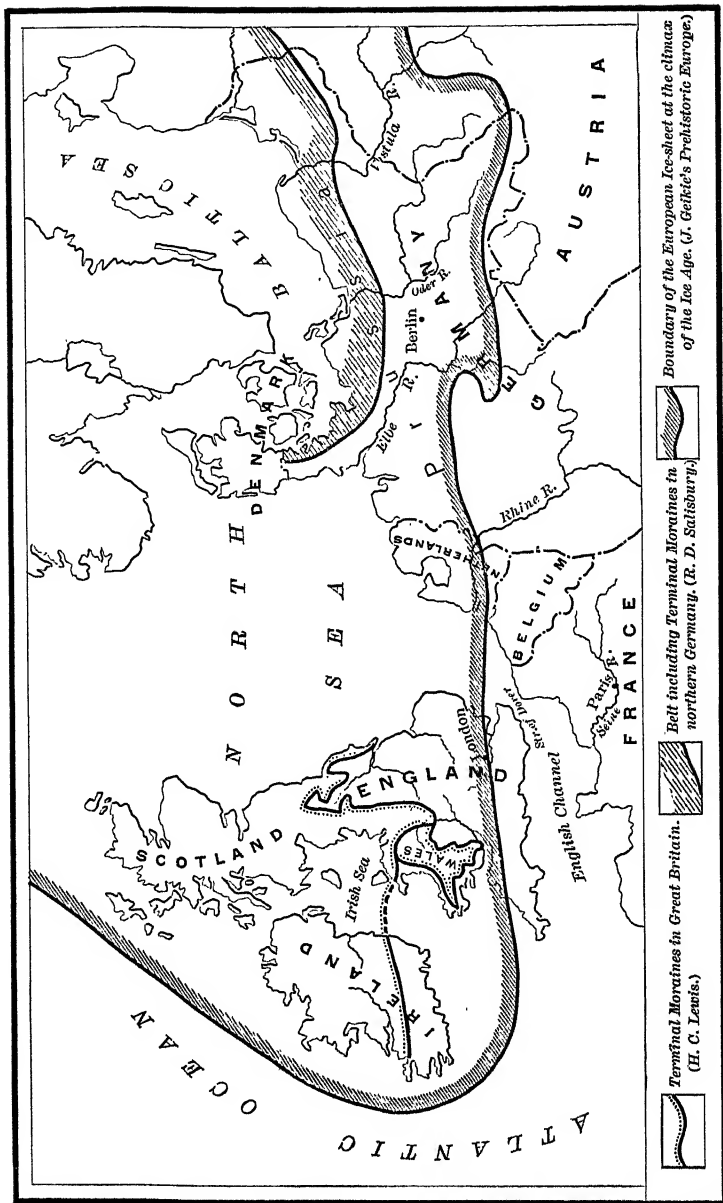 ATLANTIC OCEAN
NORTH
SEA
BALTIC SEA
SCOTLAND
Irish Sea
IRELAND
ENGLAND
WALES
London
Strait Dover
English Channel
DENMARK
NETHERLANDS
BELGIUM
FRANCE
Paris
Seine R.
Rhine R.
Elbe R.
Prussia
Berlin
Oder R.
Vistula R.
GERMANY
AUSTRIA
Terminal Moraines in Great Britain.
(H. C. Lewis.)
Belt including Terminal Moraines in
northern Germany. (R. D. Salisbury.)
Boundary of the European Ice-sheet at the climax
of the Ice Age. (J. Geikie's Prehistoric Europe.)